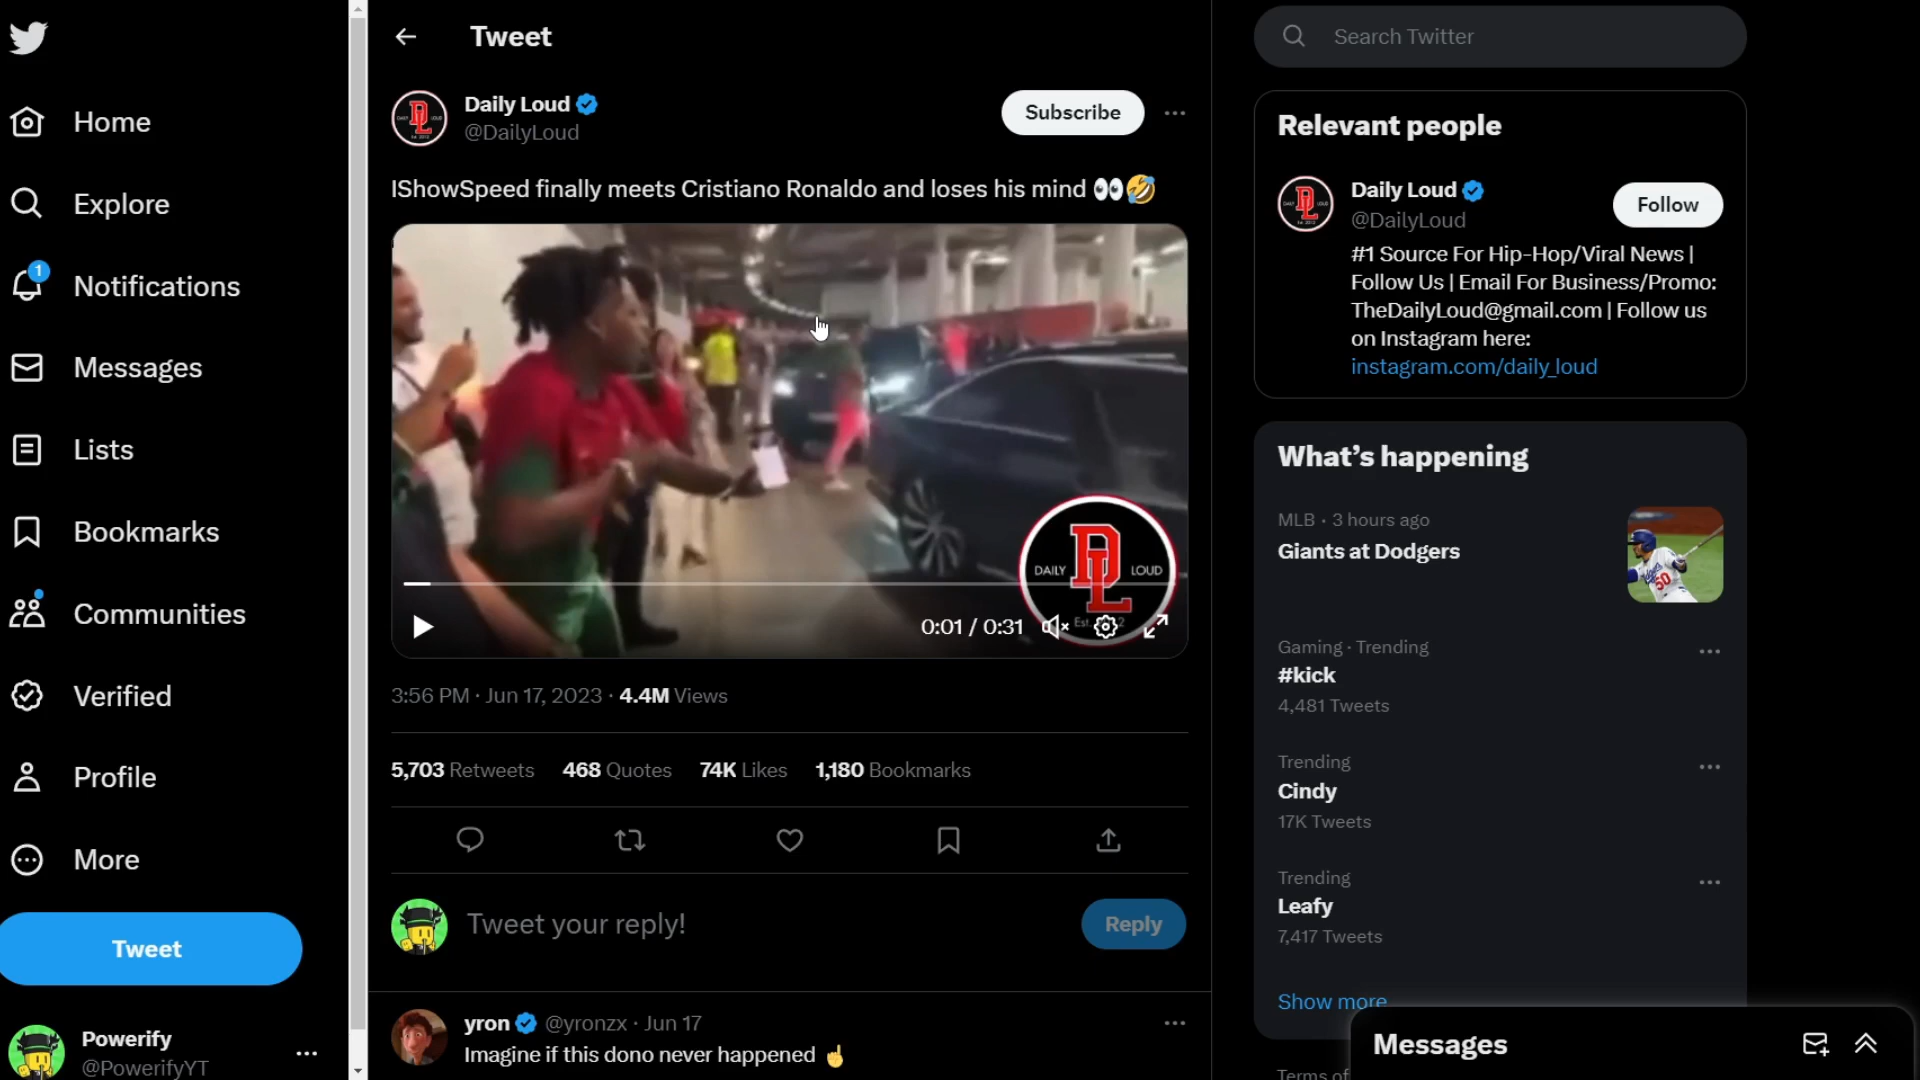 Home
Explore
1
Notifications
Messages
Lists
Bookmarks
Communities
Verified
Profile
More
Tweet
Powerify
@PowerifyYT
Tweet
Daily Loud
@DailyLoud
Subscribe
IShowSpeed finally meets Cristiano Ronaldo and loses his mind 👀🤣
DAILY DL LOUD
0:01 / 0:31
3:56 PM · Jun 17, 2023 · 4.4M Views
5,703 Retweets 468 Quotes 74K Likes 1,180 Bookmarks
Tweet your reply!
Reply
yron @yronzx · Jun 17
Imagine if this dono never happened ☝
Search Twitter
Relevant people
Daily Loud
@DailyLoud
Follow
#1 Source For Hip-Hop/Viral News |
Follow Us | Email For Business/Promo:
TheDailyLoud@gmail.com | Follow us
on Instagram here:
instagram.com/daily_loud
What's happening
MLB · 3 hours ago
Giants at Dodgers
50
Gaming · Trending
#kick
4,481 Tweets
Trending
Cindy
17K Tweets
Trending
Leafy
7,417 Tweets
Show more
Messages
Terms of